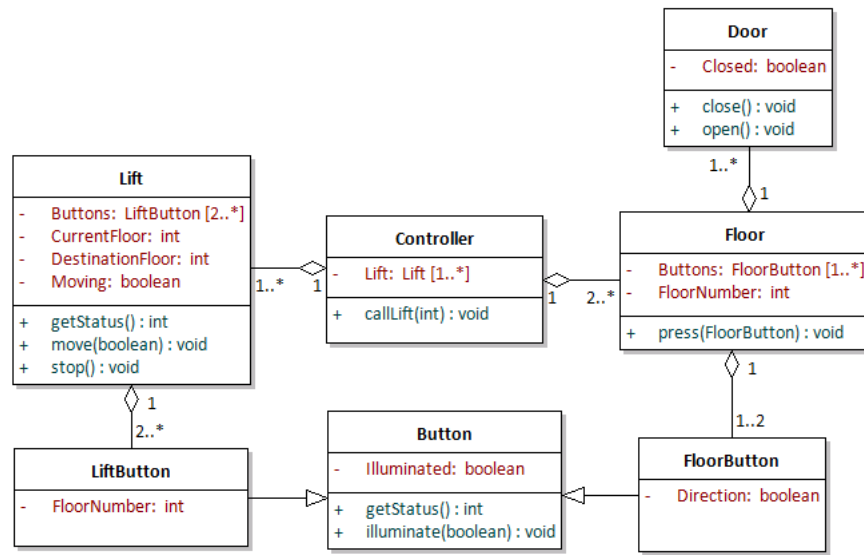 Door
- Closed: boolean
+ close() : void
+ open() : void
1..*
1
Lift
- Buttons: LiftButton [2..*]
- CurrentFloor: int
- DestinationFloor: int
- Moving: boolean
+ getStatus() : int
+ move(boolean) : void
+ stop() : void
1..*
1
Controller
- Lift: Lift [1..*]
+ callLift(int) : void
1
2..*
Floor
- Buttons: FloorButton [1..*]
- FloorNumber: int
+ press(FloorButton) : void
1
2..*
1
1..2
LiftButton
- FloorNumber: int
Button
- Illuminated: boolean
+ getStatus() : int
+ illuminate(boolean) : void
FloorButton
- Direction: boolean